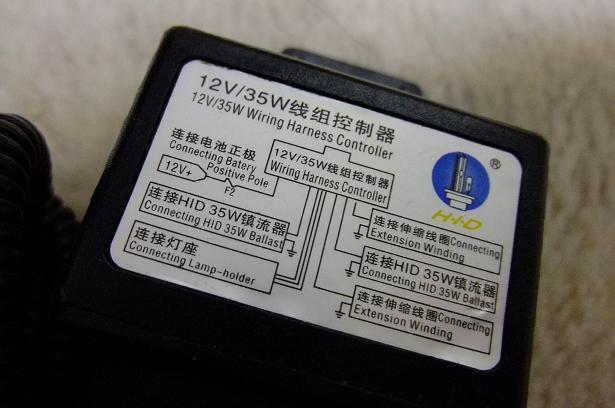 12V/35W线组控制器
12V/35W Wiring Harness Controller
连接电池正极
Connecting Batery
Positive Pole
12V+
F2
12V/35W线组控制器
Wiring Harness Controller
®
H·I·D
连接HID 35W镇流器
Connecting HID 35W Ballast
连接灯座
Connecting Lamp-holder
连接伸缩线圈Connecting
Extension Winding
连接HID 35W镇流器
Connecting HID 35W Ballast
连接伸缩线圈Connecting
Extension Winding